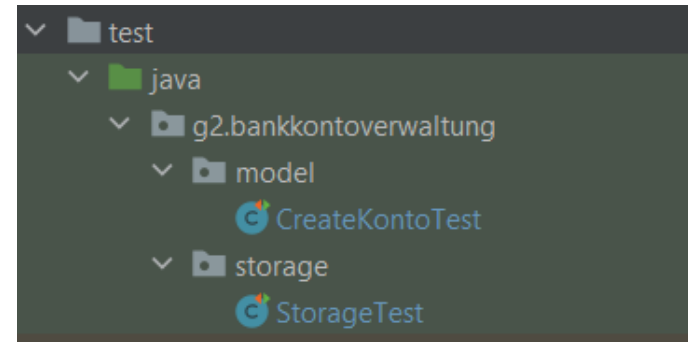 test
java
g2.bankkontoverwaltung
model
CreateKontoTest
storage
StorageTest